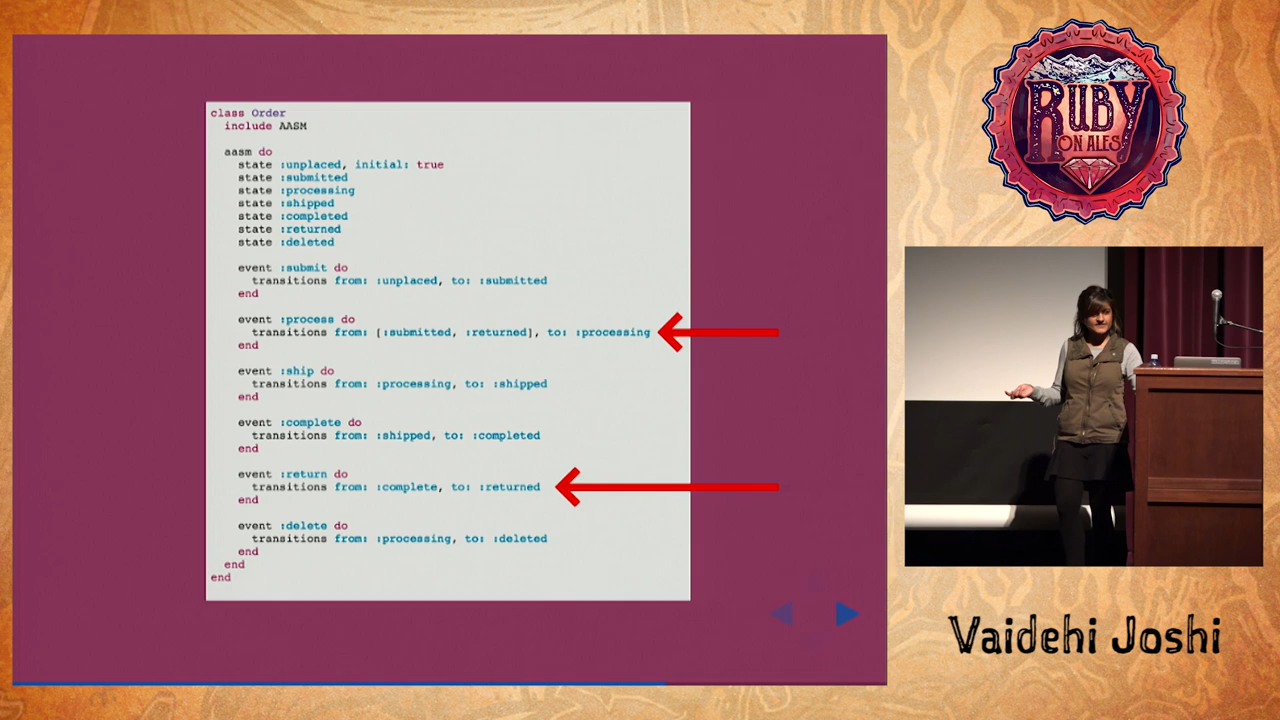 class Order
include AASM
aasm do
state :unplaced, initial: true
state :submitted
state :processing
state :shipped
state :completed
state :returned
state :deleted
event :submit do
transitions from: :unplaced, to: :submitted
end
event :process do
transitions from: [:submitted, :returned], to: :processing
end
event :ship do
transitions from: :processing, to: :shipped
end
event :complete do
transitions from: :shipped, to: :completed
end
event :return do
transitions from: :complete, to: :returned
end
event :delete do
transitions from: :processing, to: :deleted
end
end
end
RUBY
ON ALES
Vaidehi Joshi